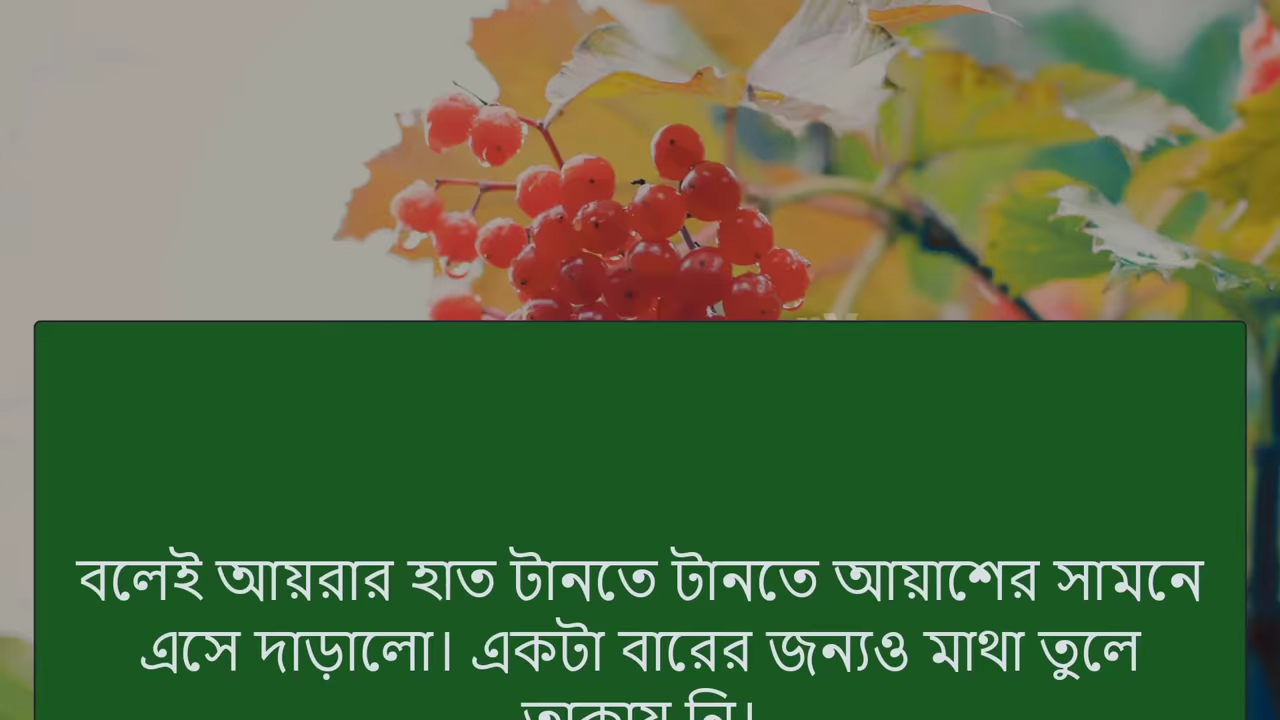 বলেই আয়রার হাত টানতে টানতে আয়াশের সামনে
এসে দাড়ালো। একটা বারের জন্যও মাথা তুলে
তাকায় নি।